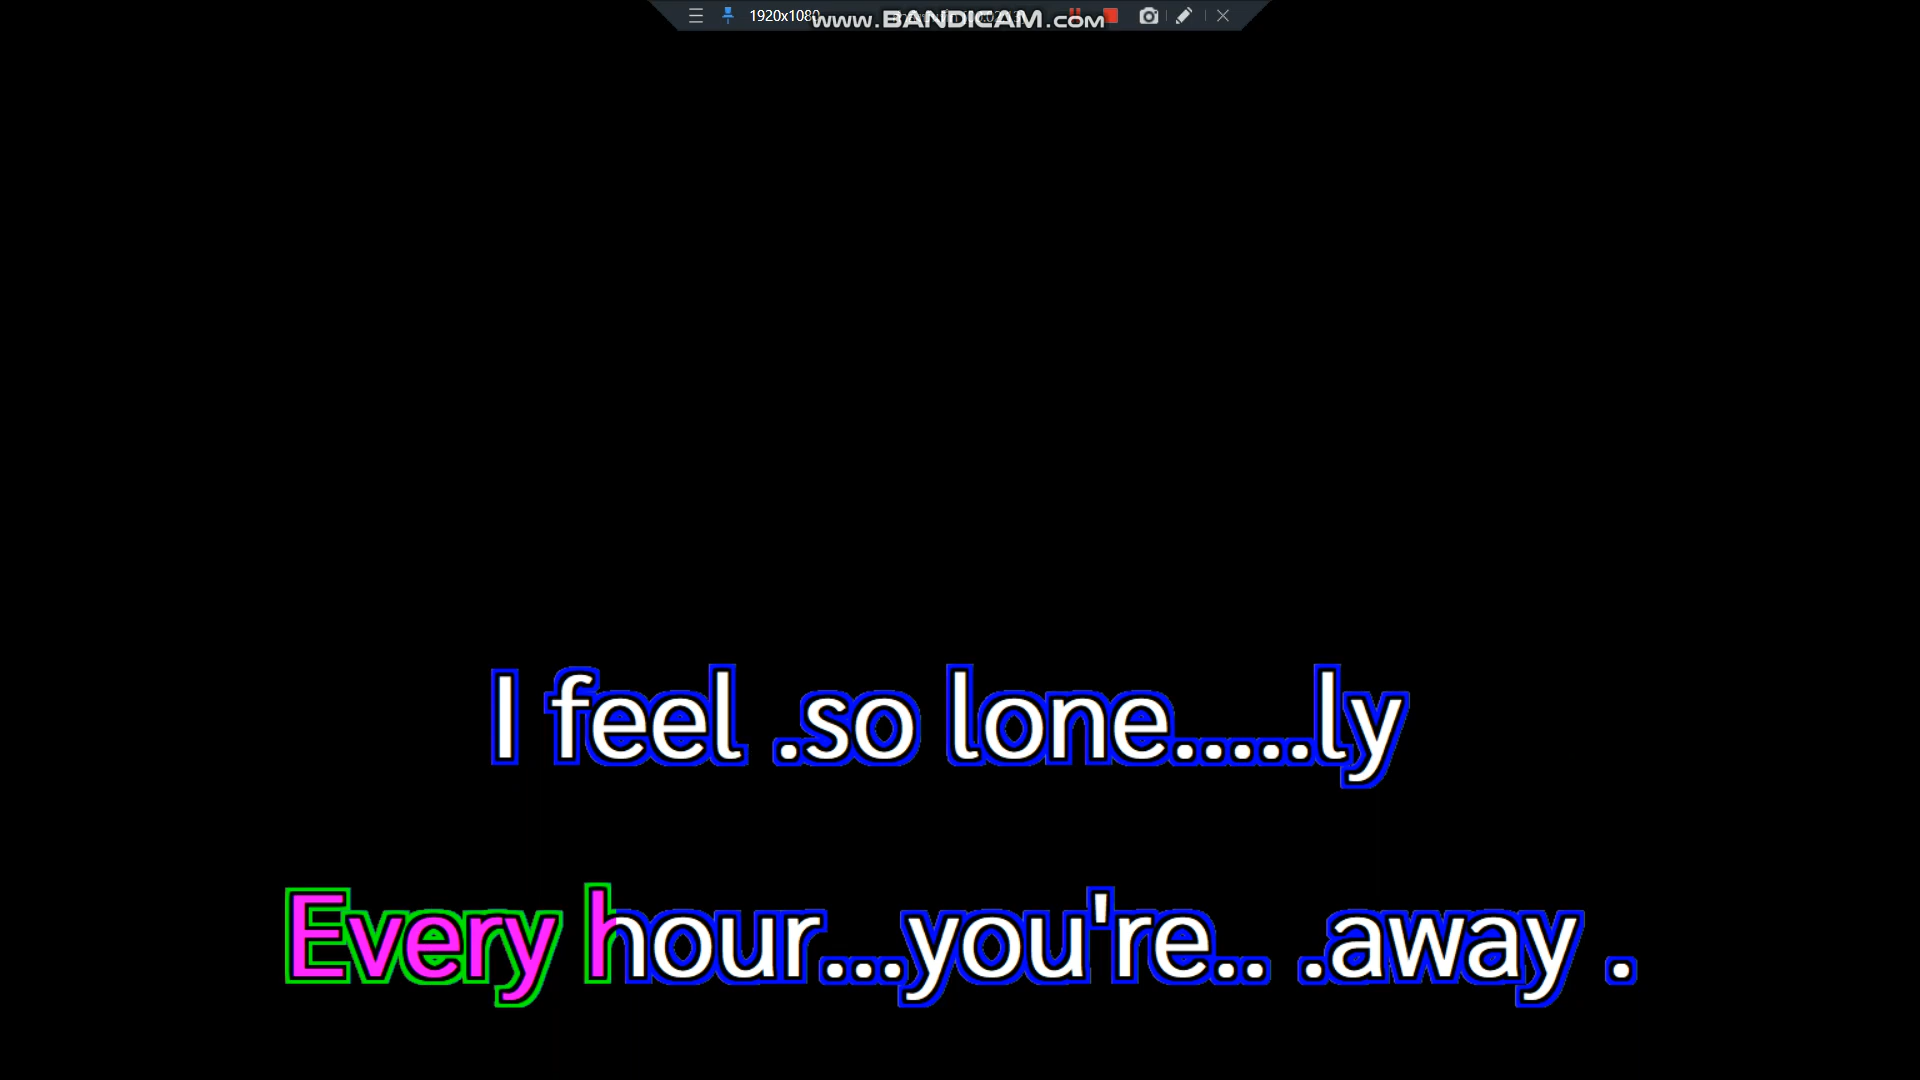 1920x1080
www.BANDICAM.com
I feel .so lone.....ly
Every hour...you're.. .away .